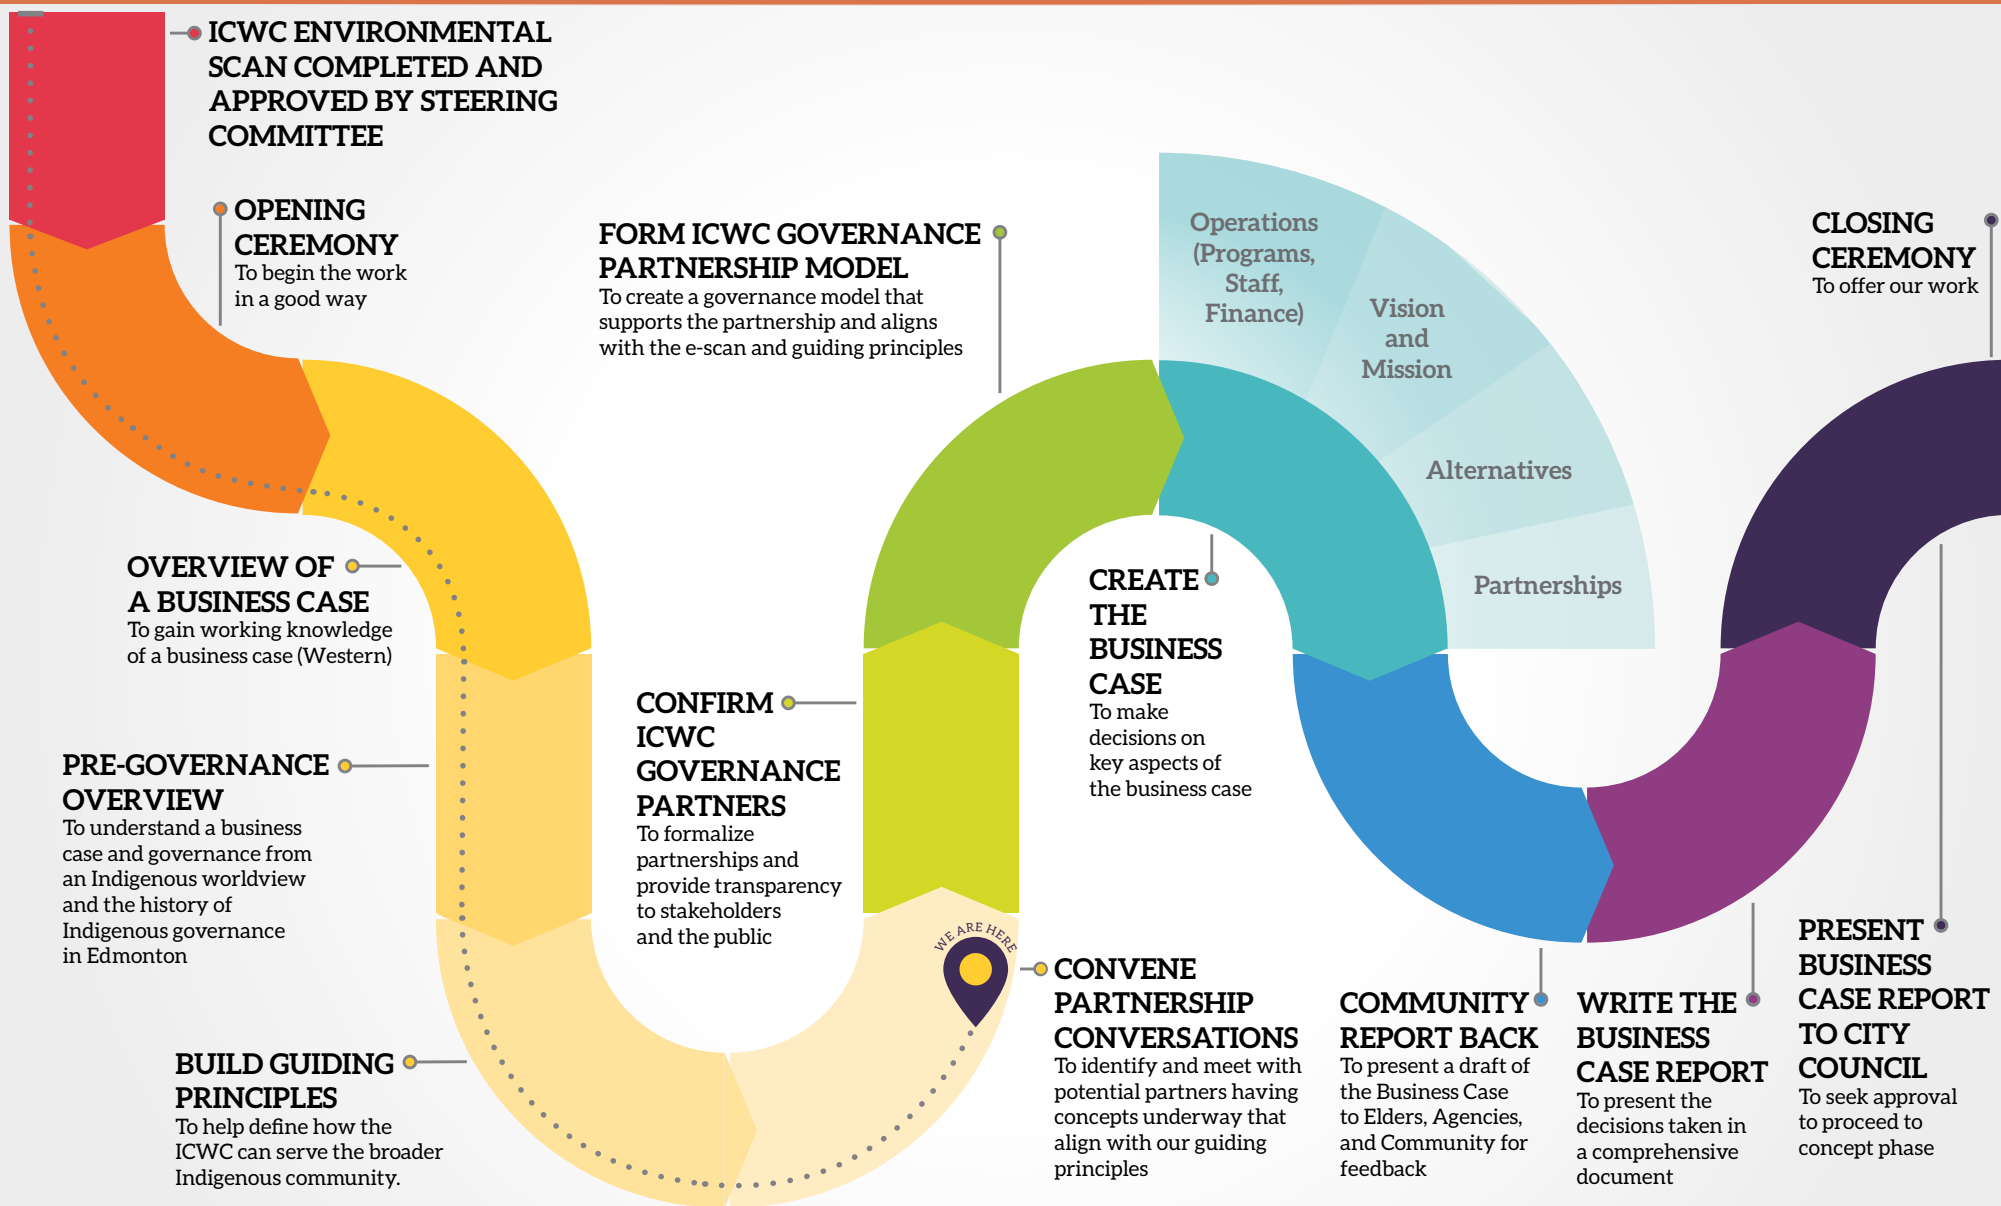 ICWC ENVIRONMENTAL
SCAN COMPLETED AND
APPROVED BY STEERING
COMMITTEE
OPENING
CEREMONY
To begin the work
in a good way
OVERVIEW OF
A BUSINESS CASE
To gain working knowledge
of a business case (Western)
PRE-GOVERNANCE
OVERVIEW
To understand a business
case and governance from
an Indigenous worldview
and the history of
Indigenous governance
in Edmonton
BUILD GUIDING
PRINCIPLES
To help define how the
ICWC can serve the broader
Indigenous community.
WE ARE HERE
CONVENE
PARTNERSHIP
CONVERSATIONS
To identify and meet with
potential partners having
concepts underway that
align with our guiding
principles
CONFIRM
ICWC
GOVERNANCE
PARTNERS
To formalize
partnerships and
provide transparency
to stakeholders
and the public
FORM ICWC GOVERNANCE
PARTNERSHIP MODEL
To create a governance model that
supports the partnership and aligns
with the e-scan and guiding principles
CREATE
THE
BUSINESS
CASE
To make
decisions on
key aspects of
the business case
Operations
(Programs,
Staff,
Finance)
Vision
and
Mission
Alternatives
Partnerships
COMMUNITY
REPORT BACK
To present a draft of
the Business Case
to Elders, Agencies,
and Community for
feedback
WRITE THE
BUSINESS
CASE REPORT
To present the
decisions taken in
a comprehensive
document
PRESENT
BUSINESS
CASE REPORT
TO CITY
COUNCIL
To seek approval
to proceed to
concept phase
CLOSING
CEREMONY
To offer our work